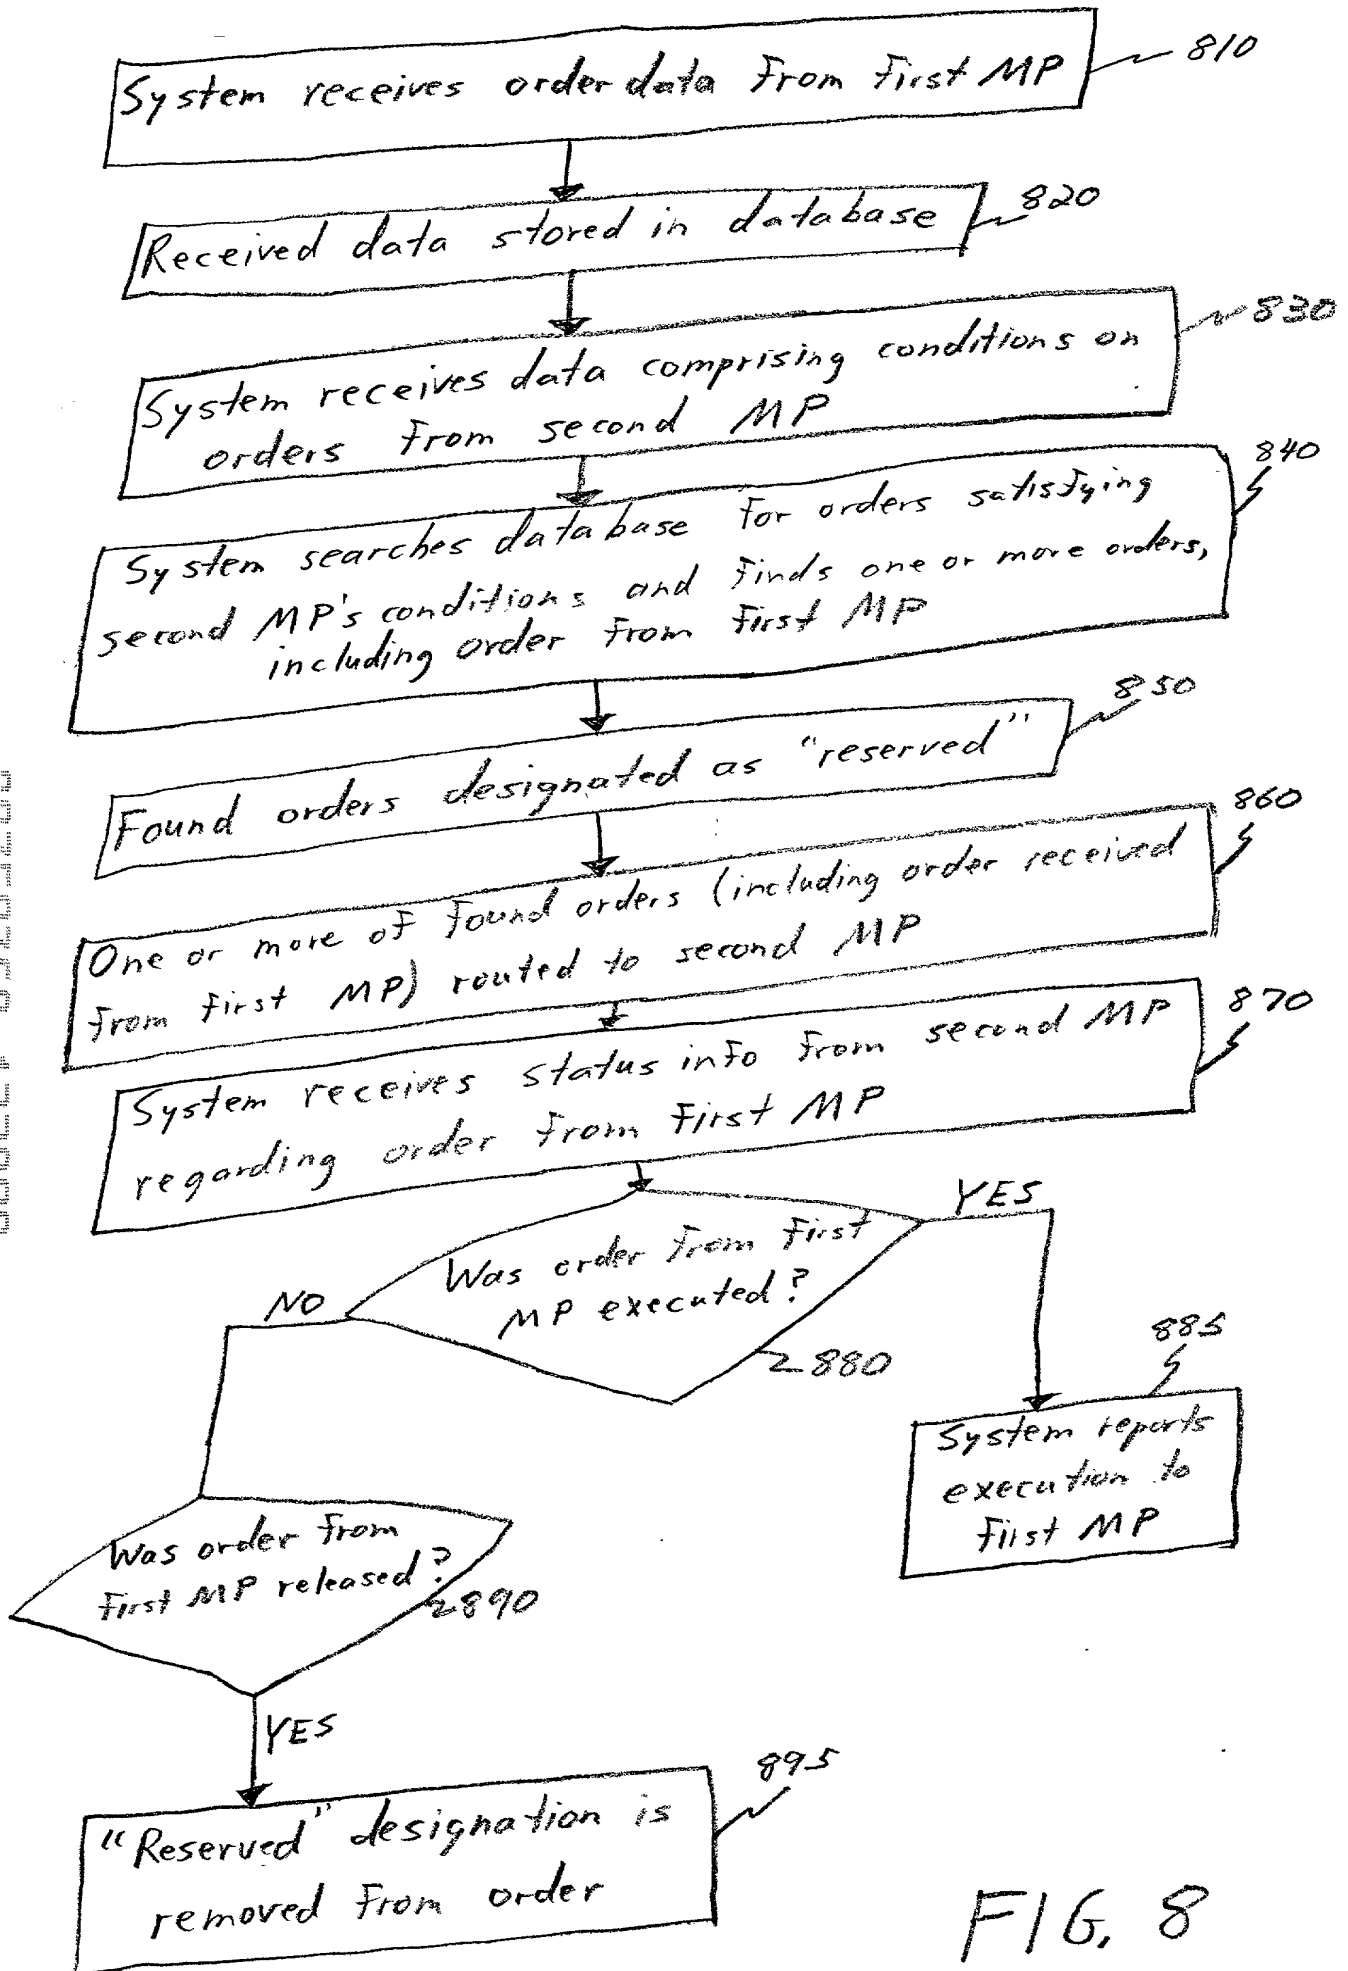 System receives order data from first MP
810
Received data stored in database
820
System receives data comprising conditions on
orders from second MP
830
System searches database for orders satisfying
second MP's conditions and finds one or more orders,
including order from first MP
840
Found orders designated as "reserved"
850
One or more of found orders (including order received
from first MP) routed to second MP
860
System receives status info from second MP
regarding order from first MP
870
Was order from first
MP executed?
880
YES
NO
885
System reports
execution to
first MP
Was order from
first MP released?
890
YES
"Reserved" designation is
removed from order
895
FIG. 8